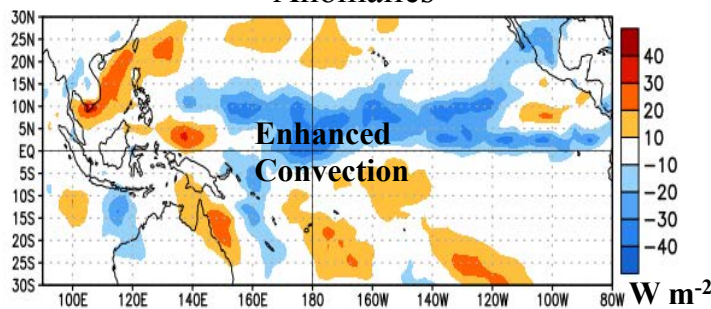 Anomalies
30N
25N
20N
15N
10N
5N
EQ
5S
10S
15S
20S
25S
30S
Enhanced
Convection
100E 120E 140E 160E 180 160W 140W 120W 100W 80W
40
30
20
10
-10
-20
-30
-40
W m-2